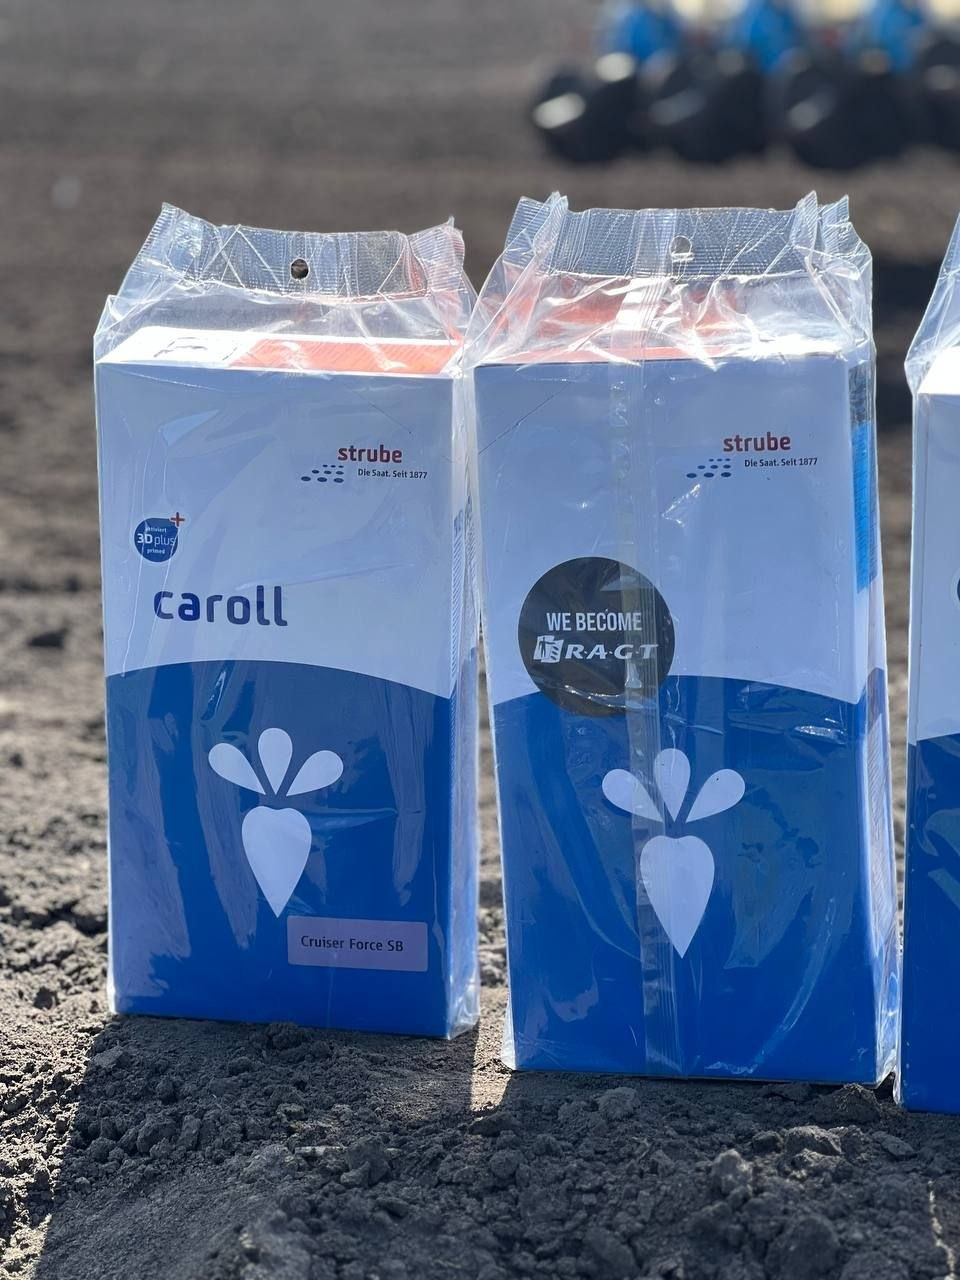 strube
Die Saat. Seit 1877
aktiviert
3D plus
primed
caroll
Cruiser Force SB
strube
Die Saat. Seit 1877
WE BECOME
R·A·G·T